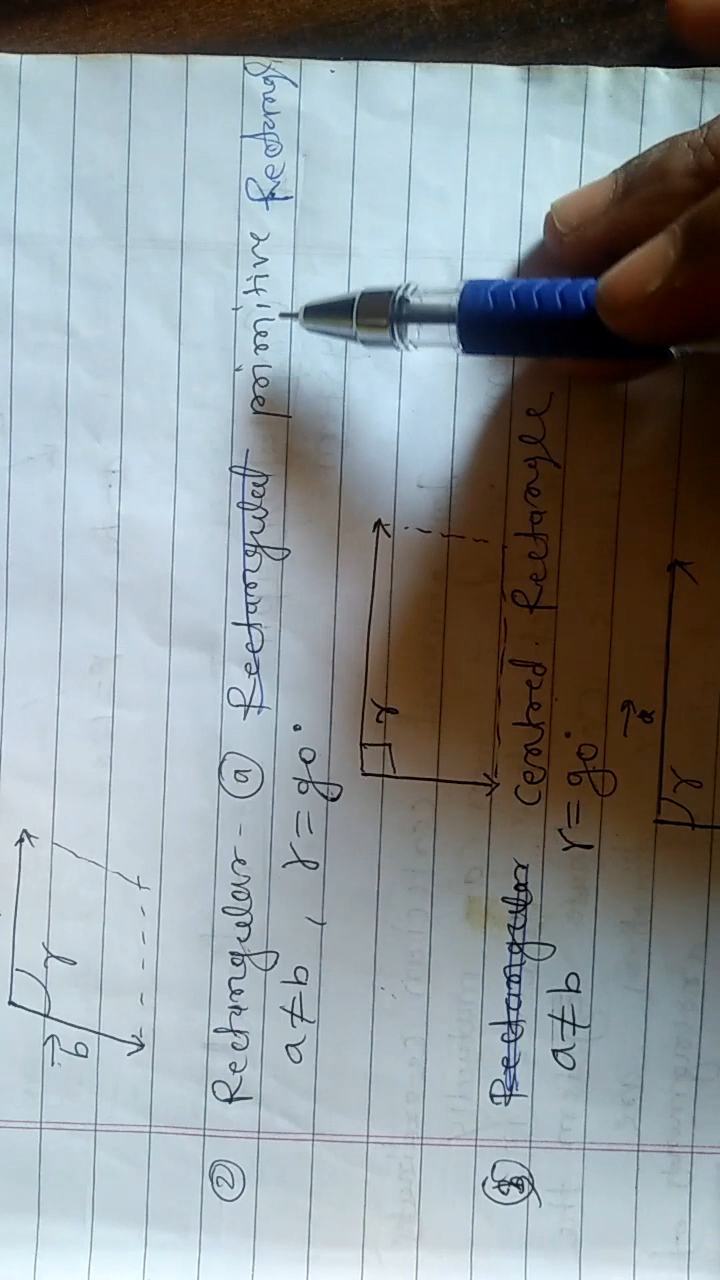 b γ
② Rectangular - ⓐ Rectangular primitive Rectangle
a ≠ b , γ = 90°
γ
ⓑ Rectangular Centred Rectangle
a ≠ b γ = 90°
a
γ